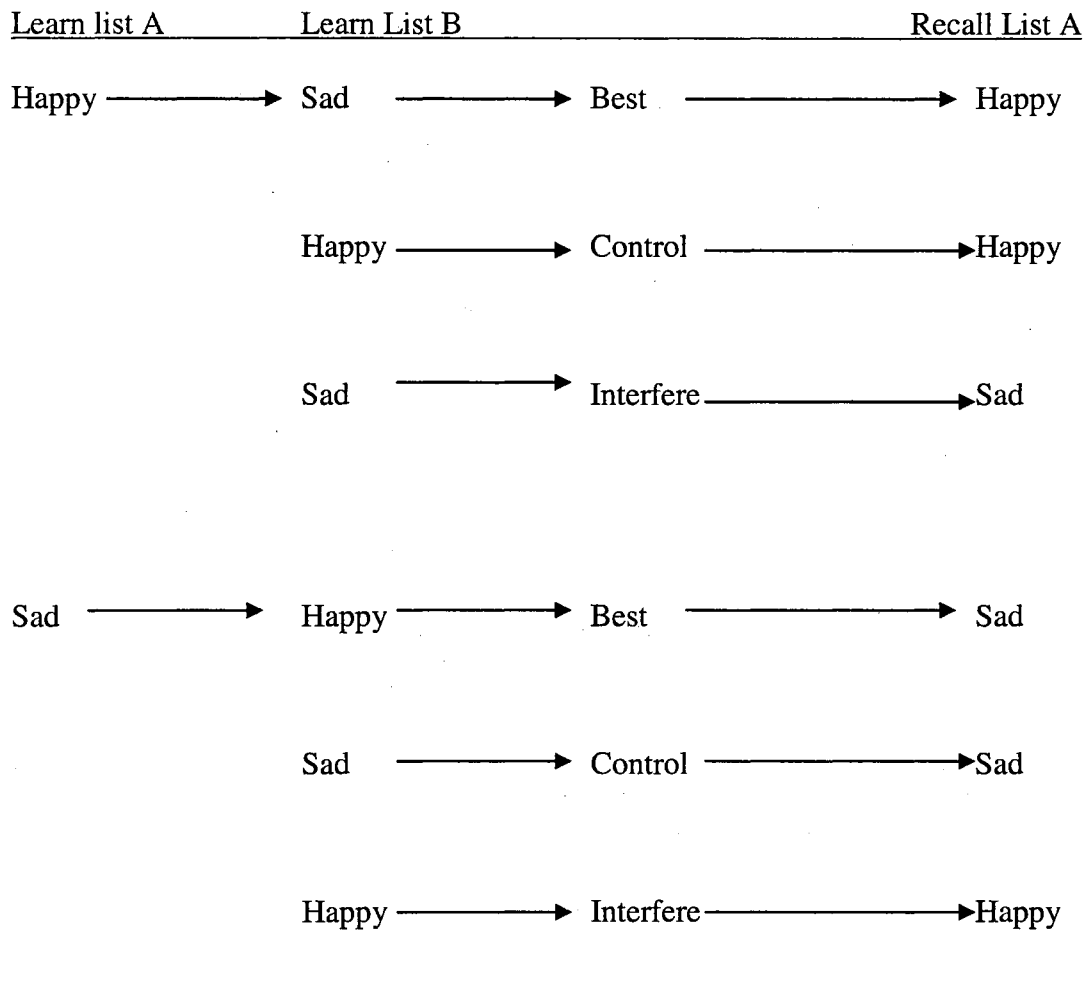 Learn list A Learn List B Recall List A
Happy Sad Best Happy
Happy Control Happy
Sad Interfere Sad
Sad Happy Best Sad
Sad Control Sad
Happy Interfere Happy